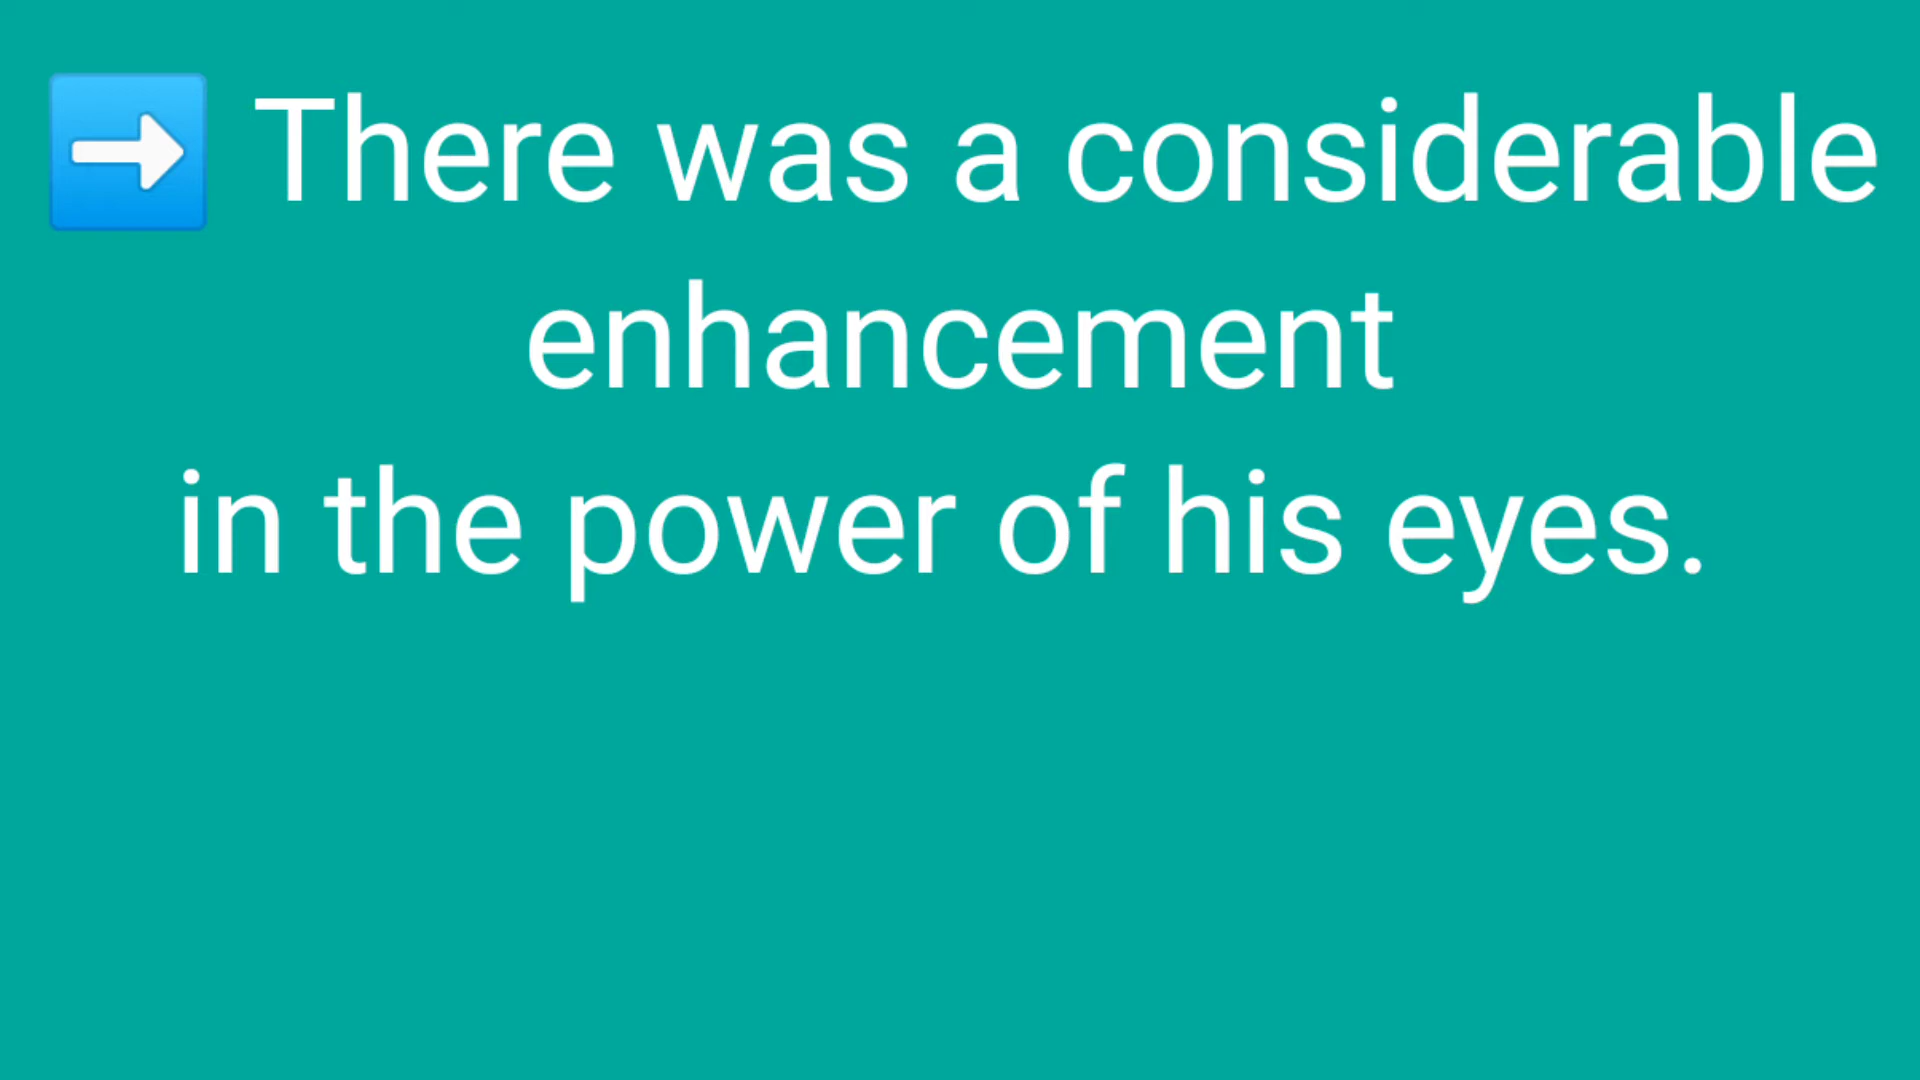 ➡️ There was a considerable
enhancement
in the power of his eyes.